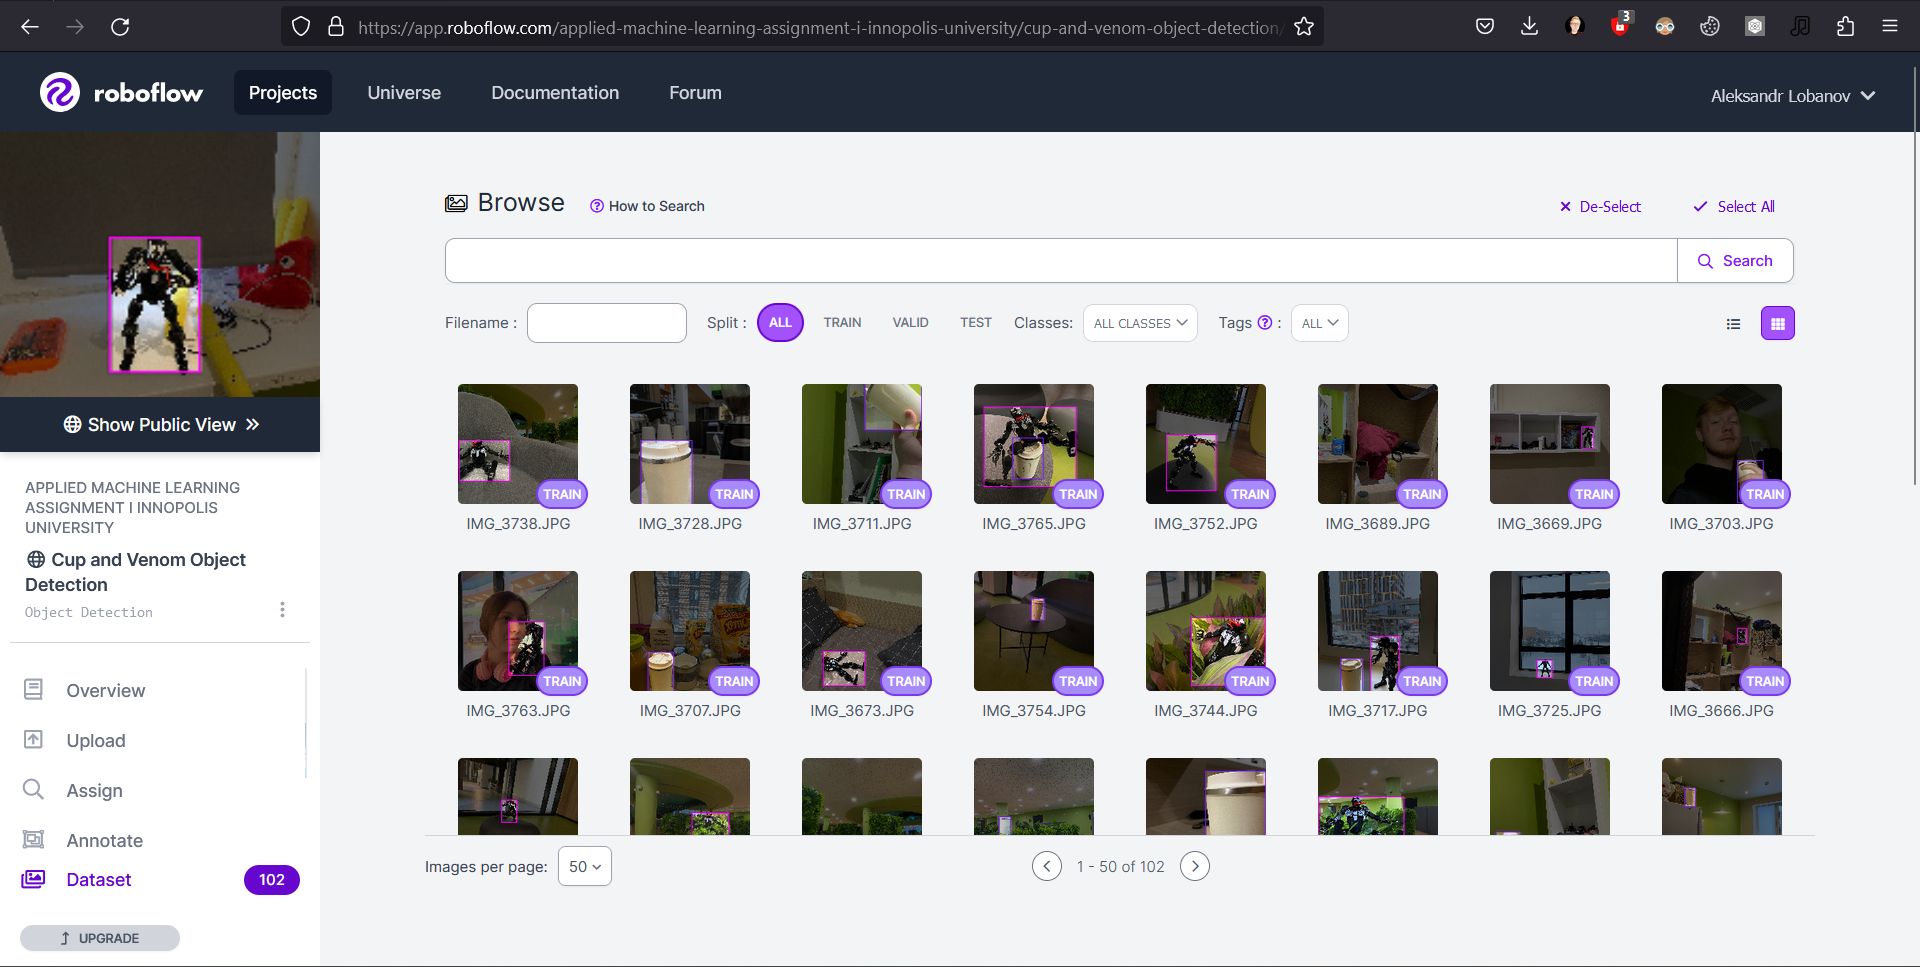 https://app.roboflow.com/applied-machine-learning-assignment-i-innopolis-university/cup-and-venom-object-detection/
3
roboflow
Projects
Universe
Documentation
Forum
Aleksandr Lobanov
Show Public View
APPLIED MACHINE LEARNING
ASSIGNMENT I INNOPOLIS
UNIVERSITY
Cup and Venom Object
Detection
Object Detection
Overview
Upload
Assign
Annotate
Dataset 102
UPGRADE
Browse
How to Search
De-Select
Select All
Search
Filename :
Split : ALL TRAIN VALID TEST
Classes: ALL CLASSES
Tags ? : ALL
TRAIN TRAIN TRAIN TRAIN TRAIN TRAIN TRAIN TRAIN
IMG_3738.JPG IMG_3728.JPG IMG_3711.JPG IMG_3765.JPG IMG_3752.JPG IMG_3689.JPG IMG_3669.JPG IMG_3703.JPG
TRAIN TRAIN TRAIN TRAIN TRAIN TRAIN TRAIN TRAIN
IMG_3763.JPG IMG_3707.JPG IMG_3673.JPG IMG_3754.JPG IMG_3744.JPG IMG_3717.JPG IMG_3725.JPG IMG_3666.JPG
Images per page: 50
1 - 50 of 102